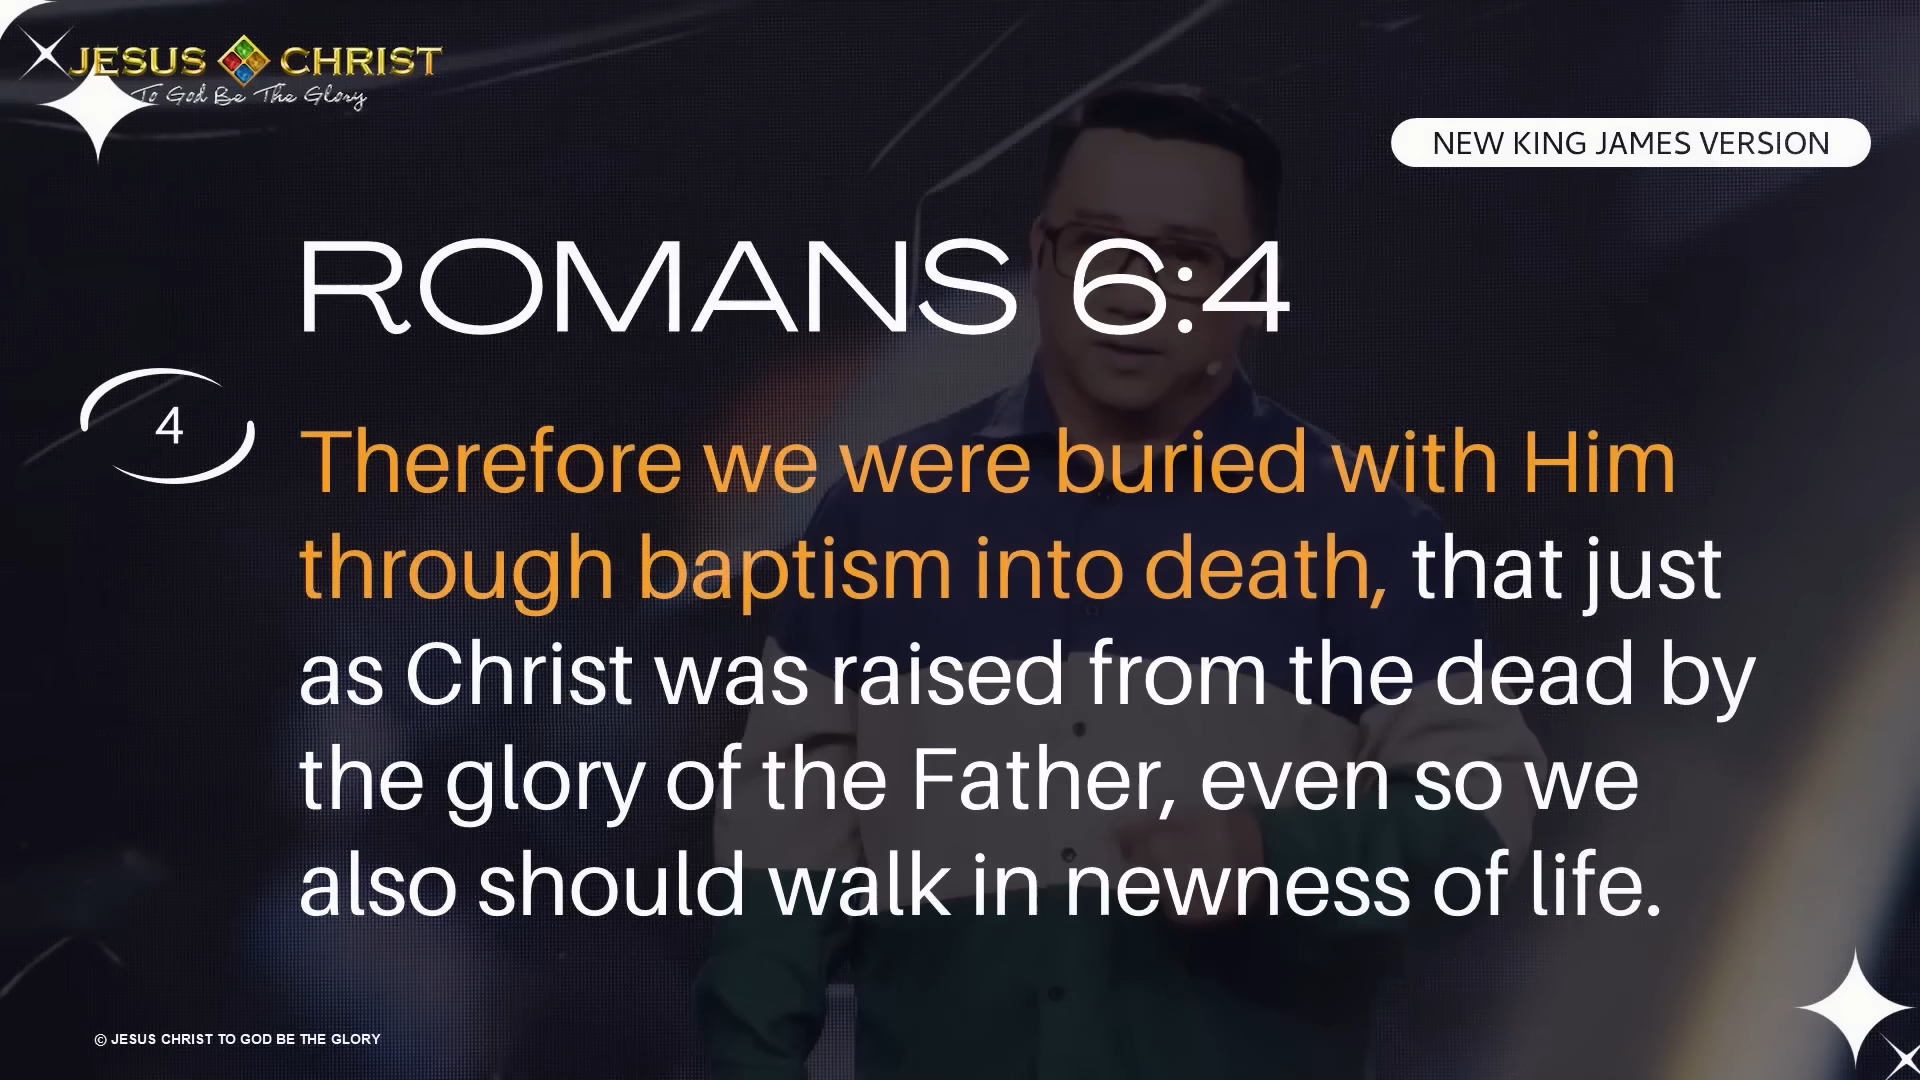 JESUS CHRIST
To God Be The Glory
NEW KING JAMES VERSION
ROMANS 6:4
4
Therefore we were buried with Him
through baptism into death, that just
as Christ was raised from the dead by
the glory of the Father, even so we
also should walk in newness of life.
© JESUS CHRIST TO GOD BE THE GLORY